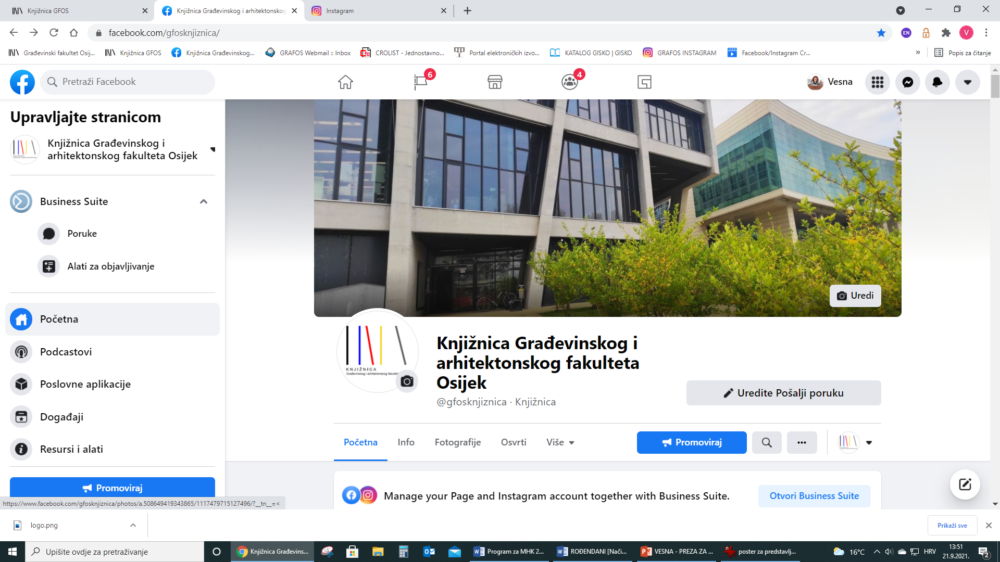 Knjižnica GFOS
Knjižnica Građevinskog i arhitektonskog
Instagram
facebook.com/gfosknjiznica/
EN
V
Građevinski fakultet Osij...
Knjižnica GFOS
Knjižnica Građevinskog...
GRAFOS Webmail :: Inbox
CROLIST - Jednostavno...
Portal elektroničkih izvo...
KATALOG GISKO | GISKO
GRAFOS INSTAGRAM
Facebook/Instagram Cr...
»
Popis za čitanje
Pretraži Facebook
6
4
Vesna
Upravljajte stranicom
Knjižnica Građevinskog i
arhitektonskog fakulteta Osijek
Business Suite
Poruke
Alati za objavljivanje
Početna
Podcastovi
Poslovne aplikacije
Događaji
Resursi i alati
Promoviraj
https://www.facebook.com/gfosknjiznica/photos/a.508649419343865/1117479715127496/?__tn__=<
Uredi
KNJIŽNICA
Građevinskog i arhitektonskog
Knjižnica Građevinskog i
arhitektonskog fakulteta
Osijek
@gfosknjiznica · Knjižnica
Uredite Pošalji poruku
Početna
Info
Fotografije
Osvrti
Više
Promoviraj
Manage your Page and Instagram account together with Business Suite.
Otvori Business Suite
logo.png
Prikaži sve
Upišite ovdje za pretraživanje
Knjižnica Građevins...
Program za MHK 2...
ROĐENDANI [Nači...
VESNA - PREZA ZA ...
poster za predstavlj...
16°C
HRV
13:51
21.9.2021.
2